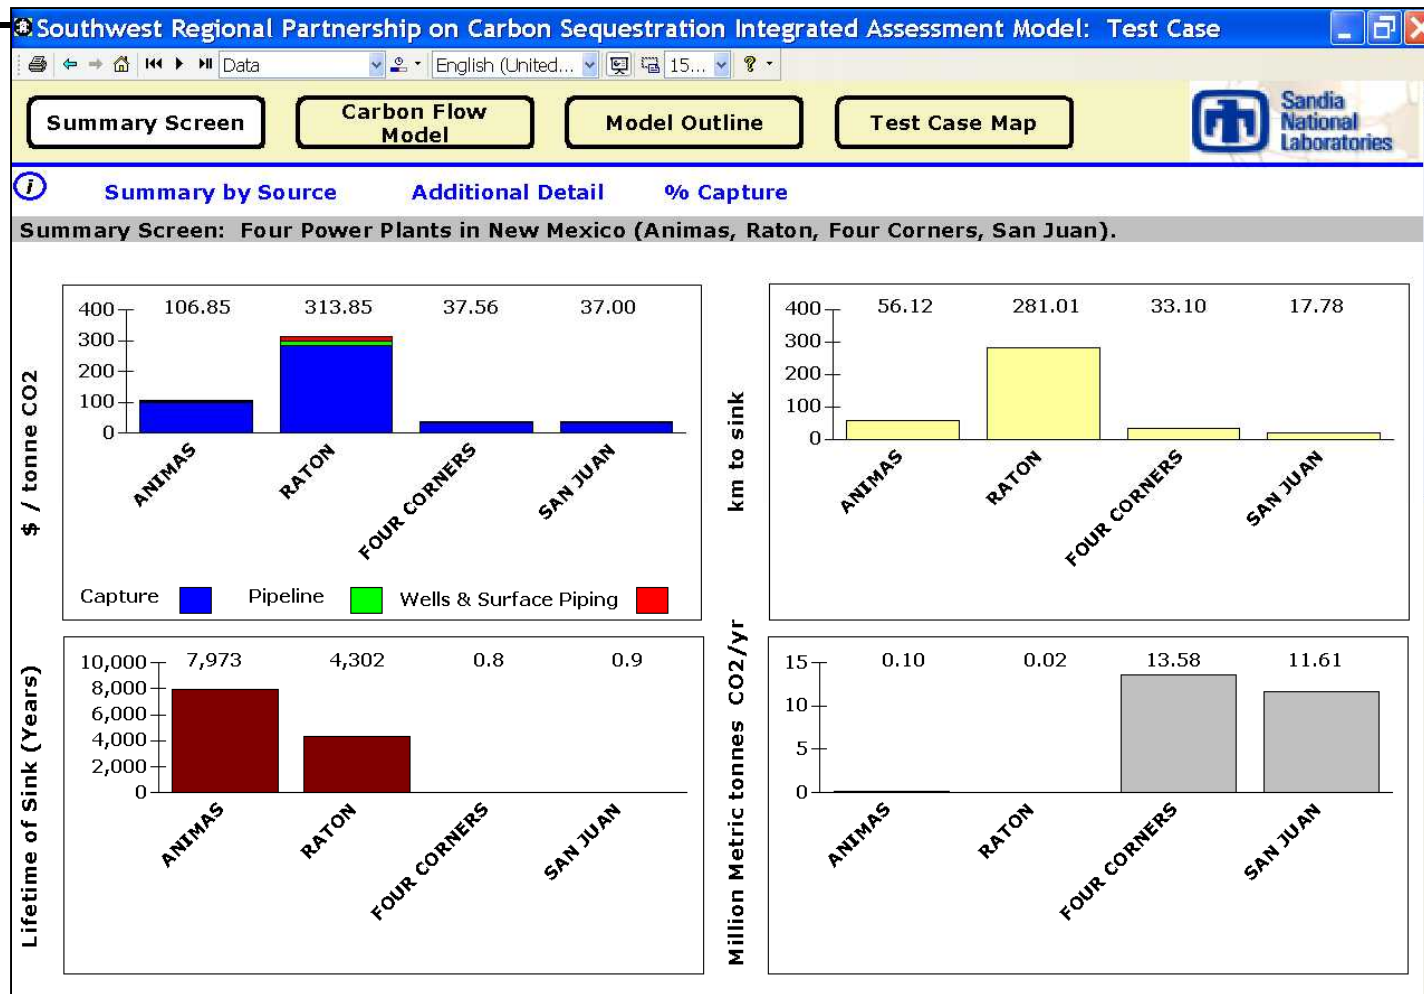 Southwest Regional Partnership on Carbon Sequestration Integrated Assessment Model: Test Case
Data English (United... 15...
Summary Screen
Carbon Flow
Model
Model Outline
Test Case Map
Sandia
National
Laboratories
i Summary by Source Additional Detail % Capture
Summary Screen: Four Power Plants in New Mexico (Animas, Raton, Four Corners, San Juan).
$ / tonne CO2
400
300
200
100
0
106.85 313.85 37.56 37.00
ANIMAS
RATON
FOUR CORNERS
SAN JUAN
Capture Pipeline Wells & Surface Piping
km to sink
400
300
200
100
0
56.12 281.01 33.10 17.78
ANIMAS
RATON
FOUR CORNERS
SAN JUAN
Lifetime of Sink (Years)
10,000
8,000
6,000
4,000
2,000
0
7,973 4,302 0.8 0.9
ANIMAS
RATON
FOUR CORNERS
SAN JUAN
Million Metric tonnes CO2/yr
15
10
5
0
0.10 0.02 13.58 11.61
ANIMAS
RATON
FOUR CORNERS
SAN JUAN